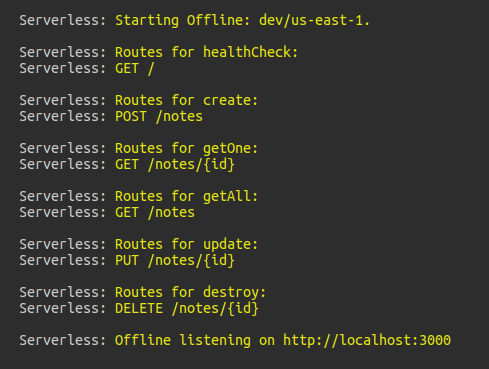 Serverless: Starting Offline: dev/us-east-1.
Serverless: Routes for healthCheck:
Serverless: GET /
Serverless: Routes for create:
Serverless: POST /notes
Serverless: Routes for getOne:
Serverless: GET /notes/{id}
Serverless: Routes for getAll:
Serverless: GET /notes
Serverless: Routes for update:
Serverless: PUT /notes/{id}
Serverless: Routes for destroy:
Serverless: DELETE /notes/{id}
Serverless: Offline listening on http://localhost:3000